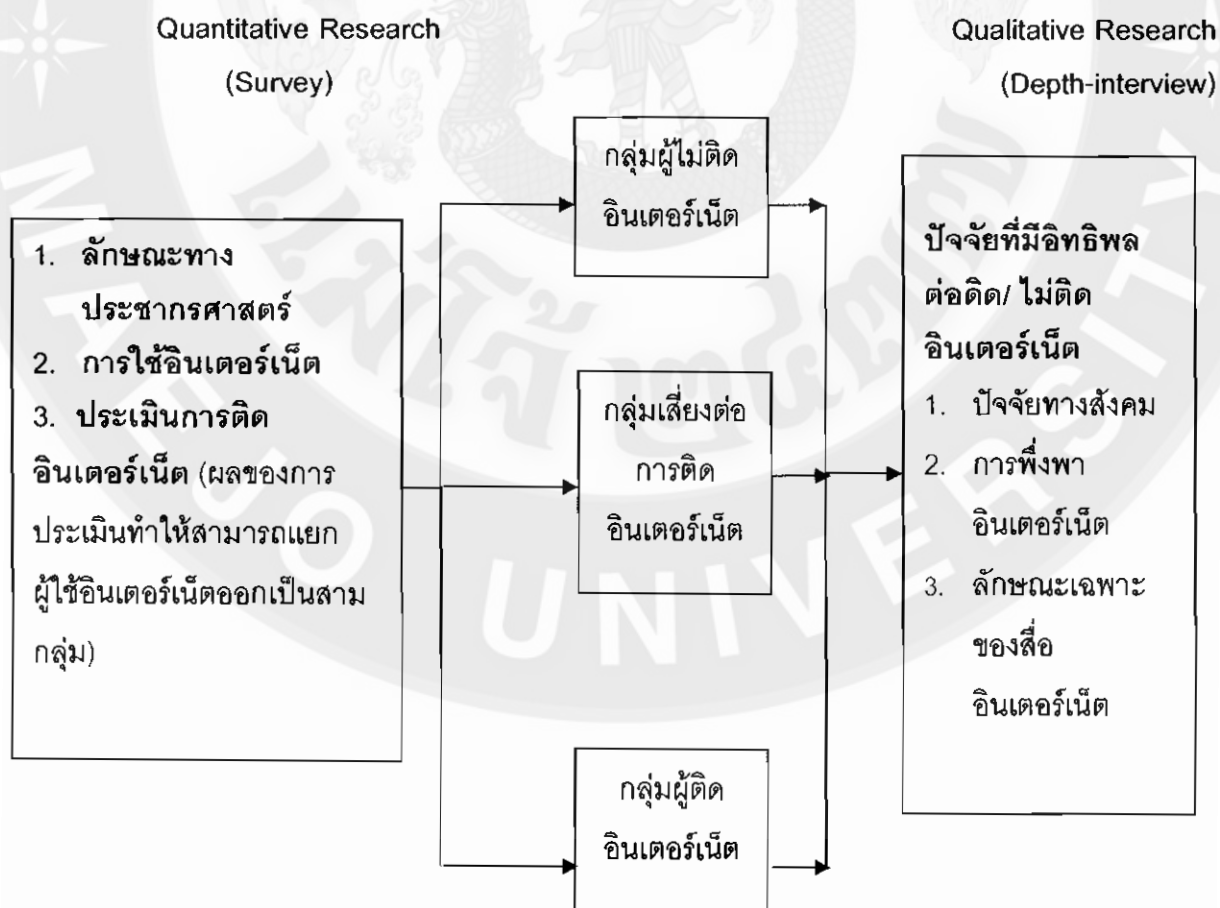 Quantitative Research
(Survey)
Qualitative Research
(Depth-interview)
1. ลักษณะทาง
ประชากรศาสตร์
2. การใช้อินเตอร์เน็ต
3. ประเมินการติด
อินเตอร์เน็ต (ผลของการ
ประเมินทำให้สามารถแยก
ผู้ใช้อินเตอร์เน็ตออกเป็นสาม
กลุ่ม)
กลุ่มผู้ไม่ติด
อินเตอร์เน็ต
กลุ่มเสี่ยงต่อ
การติด
อินเตอร์เน็ต
กลุ่มผู้ติด
อินเตอร์เน็ต
ปัจจัยที่มีอิทธิพล
ต่อติด/ ไม่ติด
อินเตอร์เน็ต
1. ปัจจัยทางสังคม
2. การพึ่งพา
อินเตอร์เน็ต
3. ลักษณะเฉพาะ
ของสื่อ
อินเตอร์เน็ต
แม่โจ้ ๒๔๗๗
MAEJO UNIVERSITY